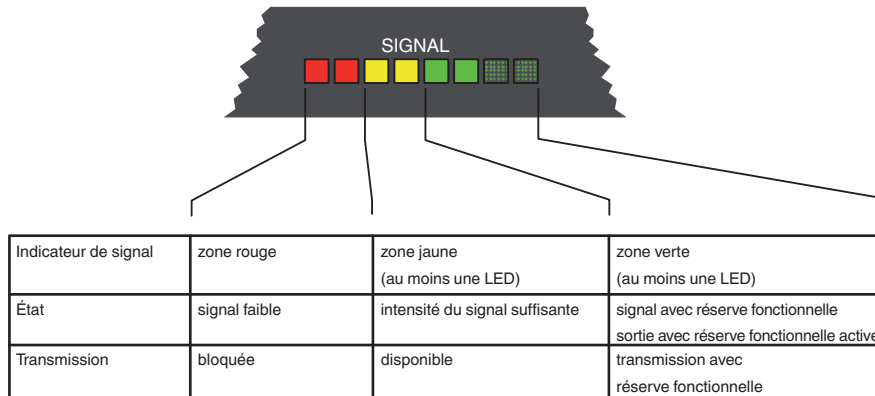 SIGNAL
Indicateur de signal
zone rouge
zone jaune
(au moins une LED)
zone verte
(au moins une LED)
État
signal faible
intensité du signal suffisante
signal avec réserve fonctionnelle
sortie avec réserve fonctionnelle active
Transmission
bloquée
disponible
transmission avec
réserve fonctionnelle